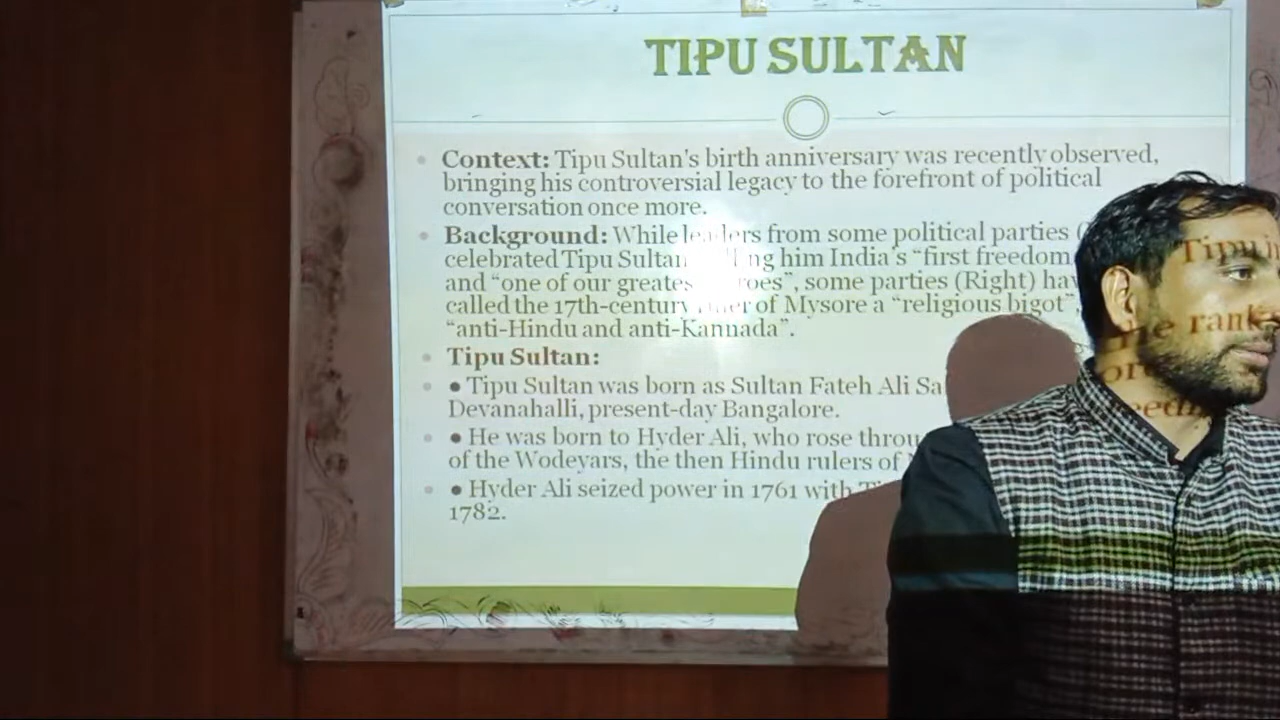 TIPU SULTAN
Context: Tipu Sultan's birth anniversary was recently observed,
bringing his controversial legacy to the forefront of political
conversation once more.
Background: While leaders from some political parties
celebrated Tipu Sultan him India's "first freedom
and "one of our greatest heroes", some parties (Right)
called the 17th-century ruler of Mysore a "religious bigot",
"anti-Hindu and anti-Kannada".
Tipu Sultan:
● Tipu Sultan was born as Sultan Fateh Ali
Devanahalli, present-day Bangalore.
● He was born to Hyder Ali, who rose
of the Wodeyars, the then Hindu rulers of
● Hyder Ali seized power in 1761 with
1782.